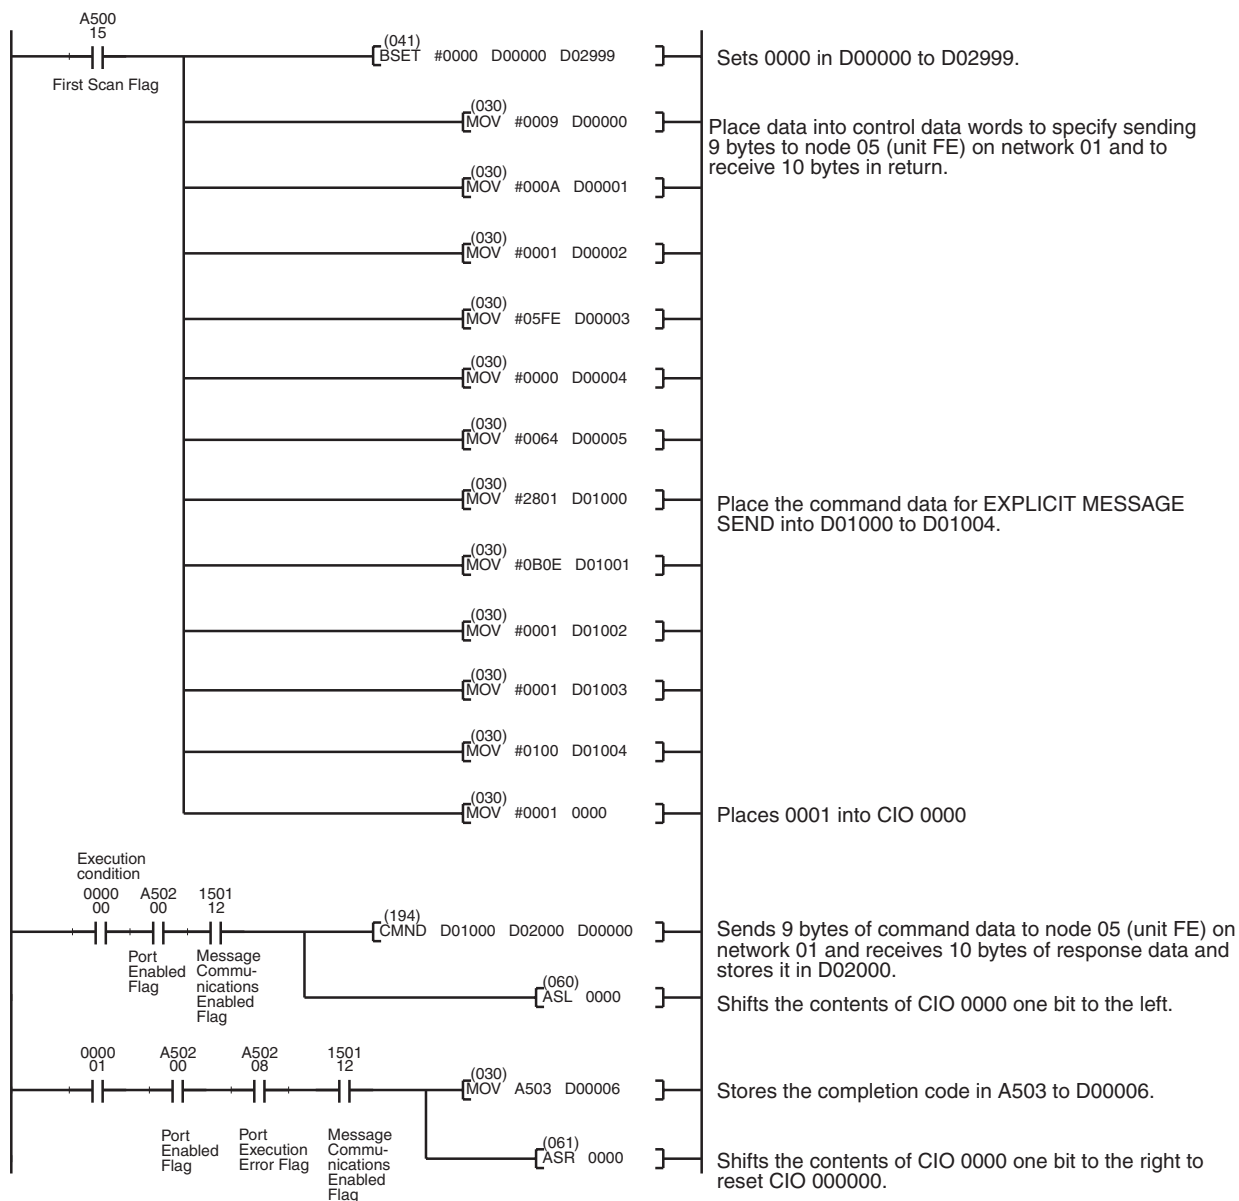 A500
15
First Scan Flag
(041)
BSET #0000 D00000 D02999
Sets 0000 in D00000 to D02999.
(030)
MOV #0009 D00000
Place data into control data words to specify sending
9 bytes to node 05 (unit FE) on network 01 and to
receive 10 bytes in return.
(030)
MOV #000A D00001
(030)
MOV #0001 D00002
(030)
MOV #05FE D00003
(030)
MOV #0000 D00004
(030)
MOV #0064 D00005
(030)
MOV #2801 D01000
Place the command data for EXPLICIT MESSAGE
SEND into D01000 to D01004.
(030)
MOV #0B0E D01001
(030)
MOV #0001 D01002
(030)
MOV #0001 D01003
(030)
MOV #0100 D01004
(030)
MOV #0001 0000
Places 0001 into CIO 0000
Execution
condition
0000 A502 1501
00 00 12
Port
Enabled
Flag
Message
Commu-
nications
Enabled
Flag
(194)
CMND D01000 D02000 D00000
Sends 9 bytes of command data to node 05 (unit FE) on
network 01 and receives 10 bytes of response data and
stores it in D02000.
(060)
ASL 0000
Shifts the contents of CIO 0000 one bit to the left.
0000 A502 A502 1501
01 00 08 12
Port
Enabled
Flag
Port
Execution
Error Flag
Message
Commu-
nications
Enabled
Flag
(030)
MOV A503 D00006
Stores the completion code in A503 to D00006.
(061)
ASR 0000
Shifts the contents of CIO 0000 one bit to the right to
reset CIO 000000.